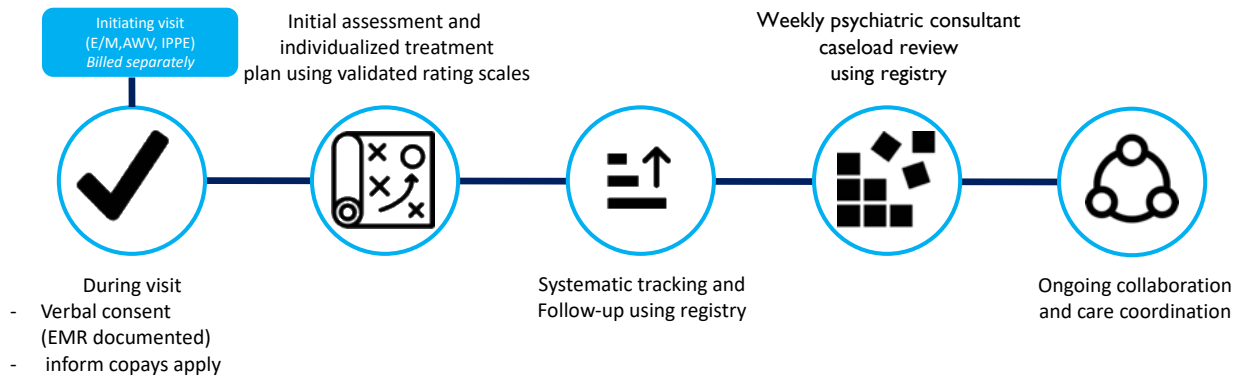 Initiating visit
(E/M,AWV, IPPE)
Billed separately
During visit
- Verbal consent
(EMR documented)
- inform copays apply
Initial assessment and
individualized treatment
plan using validated rating scales
Systematic tracking and
Follow-up using registry
Weekly psychiatric consultant
caseload review
using registry
Ongoing collaboration
and care coordination